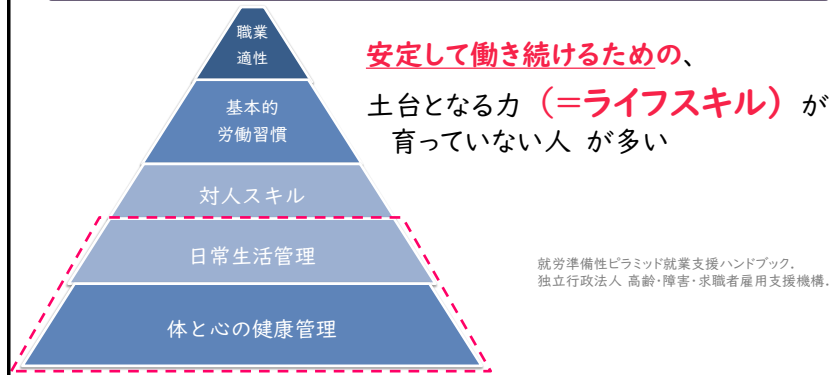 職業
適性
基本的
労働習慣
対人スキル
日常生活管理
体と心の健康管理
安定して働き続けるための、
土台となる力（＝ライフスキル）が
育っていない人 が多い
就労準備性ピラミッド就業支援ハンドブック.
独立行政法人 高齢・障害・求職者雇用支援機構.